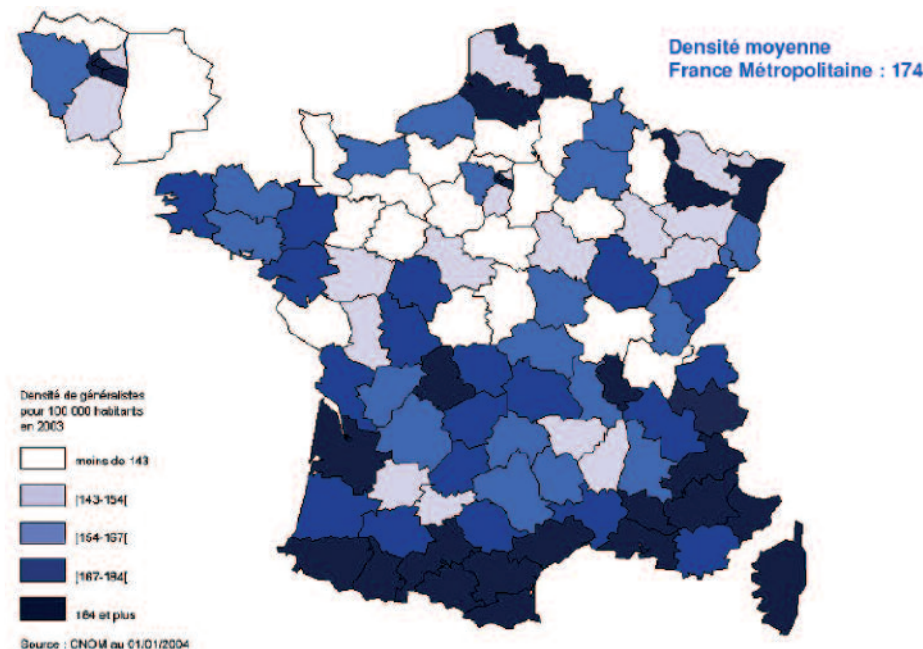 Densité moyenne
France Métropolitaine : 174
Densité de généralistes
pour 100 000 habitants
en 2003
moins de 143
[143-154[
[154-167[
[167-184[
184 et plus
Source : CNOM au 01/01/2004